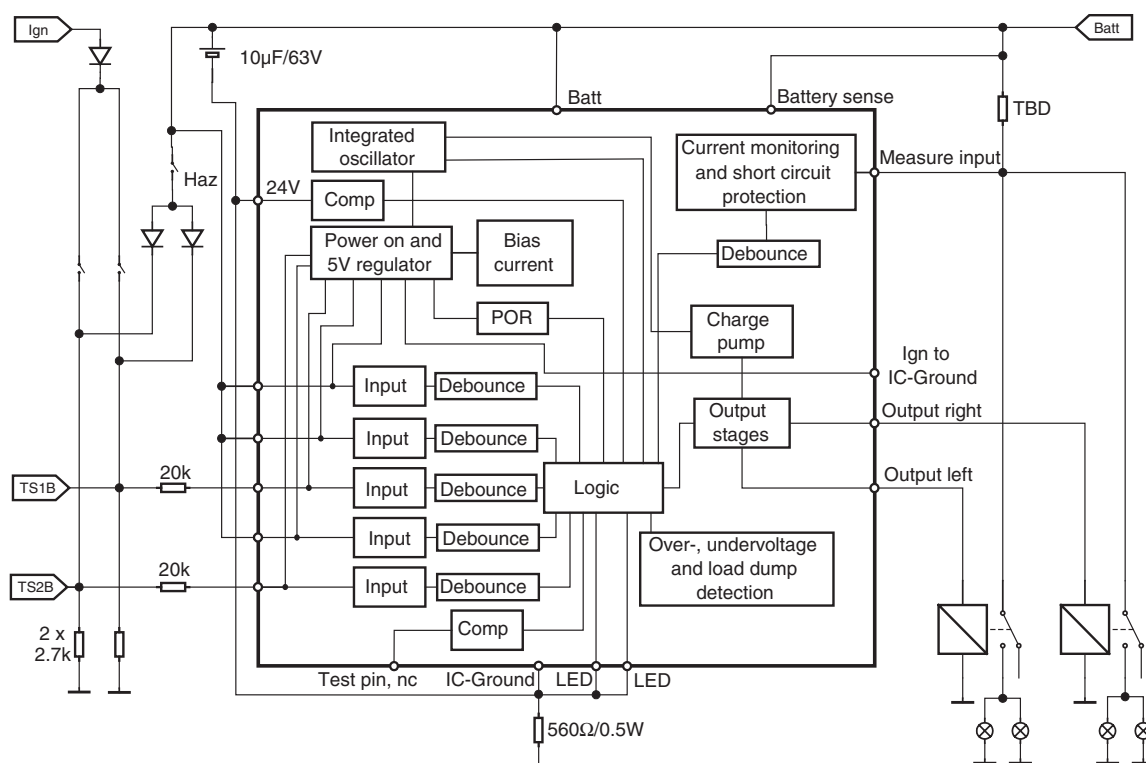 Ign
Batt
10µF/63V
Batt
Battery sense
TBD
Integrated
oscillator
Current monitoring
and short circuit
protection
Measure input
Haz
24V
Comp
Power on and
5V regulator
Bias
current
Debounce
POR
Charge
pump
Ign to
IC-Ground
Input
Debounce
Output
stages
Output right
Input
Debounce
TS1B
20k
Input
Debounce
Logic
Output left
Input
Debounce
Over-, undervoltage
and load dump
detection
TS2B
20k
Input
Debounce
2 x
2.7k
Comp
Test pin, nc
IC-Ground
LED
LED
560Ω/0.5W